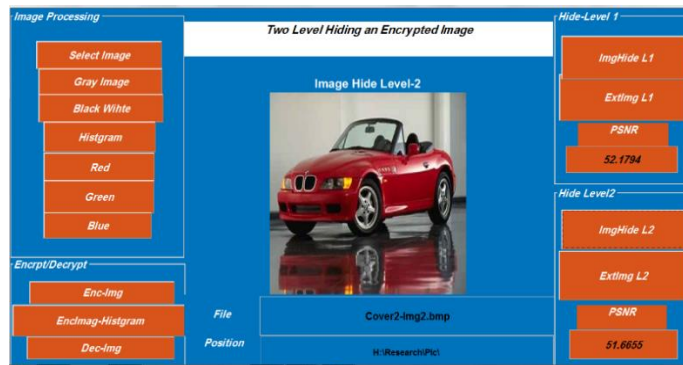 Image Processing
Select Image
Gray Image
Black Wihte
Histgram
Red
Green
Blue
Encrpt/Decrypt
Enc-Img
EncImag-Histgram
Dec-Img
Two Level Hiding an Encrypted Image
Image Hide Level-2
File
Cover2-Img2.bmp
Position
H:\Research\Pic\
Hide-Level 1
ImgHide L1
ExtImg L1
PSNR
52.1794
Hide Level2
ImgHide L2
ExtImg L2
PSNR
51.6655